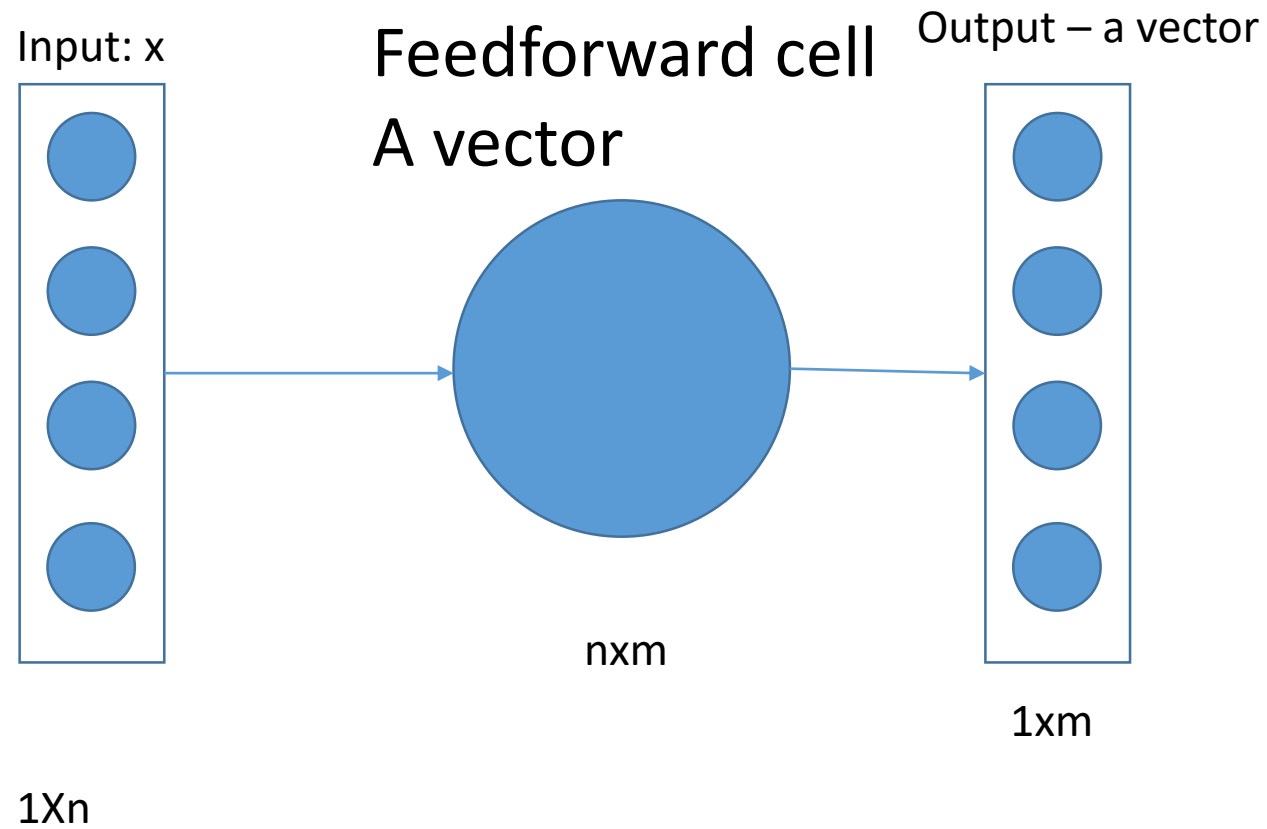 Input: x
Feedforward cell
A vector
Output – a vector
nxm
1xm
1Xn